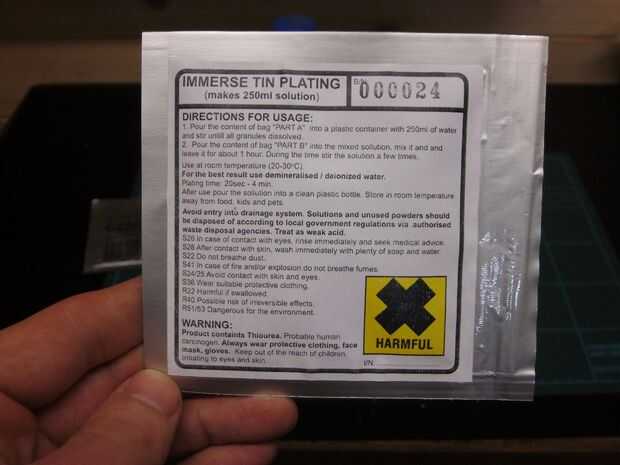 IMMERSE TIN PLATING
(makes 250ml solution)
B/N
000024
DIRECTIONS FOR USAGE:
1. Pour the content of bag "PART A" into a plastic container with 250ml of water
and stir untill all granules dissolved.
2. Pour the content of bag "PART B" into the mixed solution, mix it and and
leave it for about 1 hour. During the time stir the solution a few times.
Use at room temperature (20-30°C)
For the best result use demineralised / deionized water.
Plating time: 20sec - 4 min.
After use pour the solution into a clean plastic bottle. Store in room temperature
away from food, kids and pets.
Avoid entry into drainage system. Solutions and unused powders should
be disposed of according to local government regulations via authorised
waste disposal agencies. Treat as weak acid.
S26 In case of contact with eyes, rinse immediately and seek medical advice.
S28 After contact with skin, wash immediately with plenty of soap and water.
S22 Do not breathe dust.
S41 In case of fire and/or explosion do not breathe fumes.
S24/25 Avoid contact with skin and eyes.
S36 Wear suitable protective clothing.
R22 Harmful if swallowed.
R40 Possible risk of irreversible effects.
R51/53 Dangerous for the environment.
WARNING:
Product containds Thiourea. Probable human
carcinogen. Always wear protective clothing, face
mask, gloves. Keep out of the reach of children.
Irritating to eyes and skin.
HARMFUL
I/N